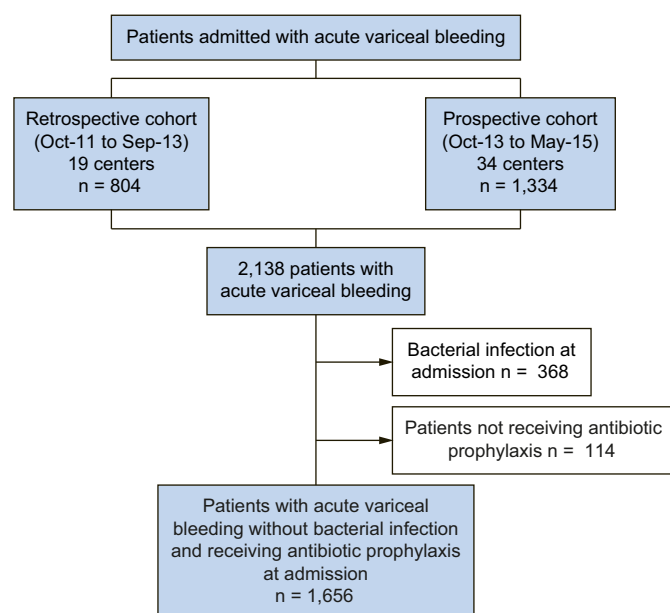 Patients admitted with acute variceal bleeding
Retrospective cohort
(Oct-11 to Sep-13)
19 centers
n = 804
Prospective cohort
(Oct-13 to May-15)
34 centers
n = 1,334
2,138 patients with
acute variceal bleeding
Bacterial infection at
admission n = 368
Patients not receiving antibiotic
prophylaxis n = 114
Patients with acute variceal
bleeding without bacterial infection
and receiving antibiotic prophylaxis
at admission
n = 1,656